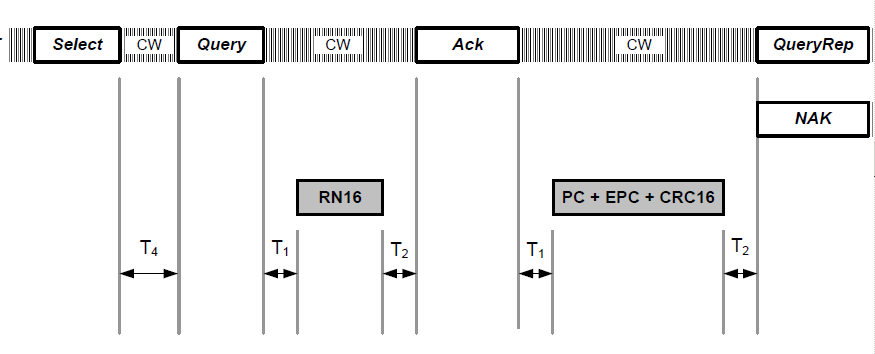 Select CW Query CW Ack CW QueryRep
NAK
RN16 PC + EPC + CRC16
T4 T1 T2 T1 T2